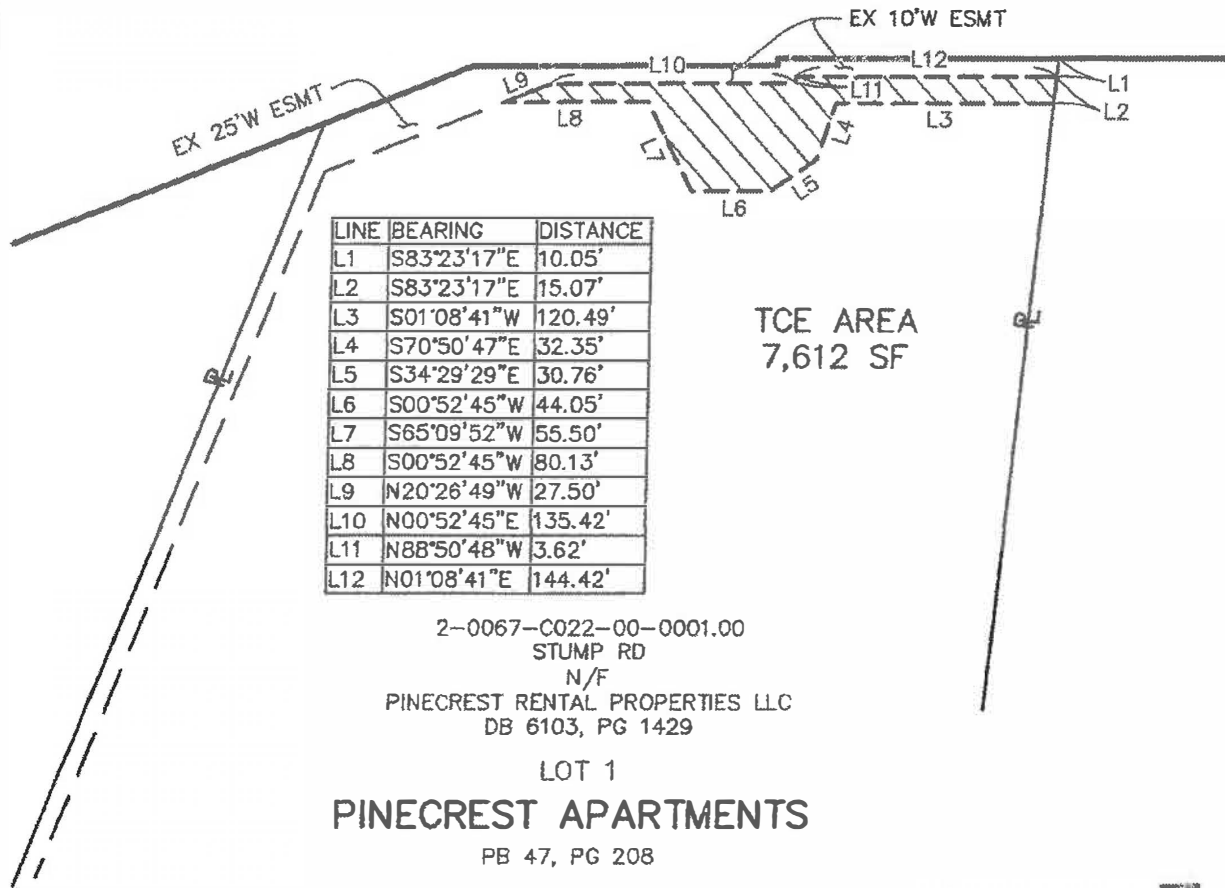 EX 10'W ESMT
L12
L10
L9
L1
L11
EX 25'W ESMT
L2
L8
L3
L4
L7
L5
L6
LINE BEARING DISTANCE
L1 S83°23'17"E 10.05'
L2 S83°23'17"E 15.07'
L3 S01°08'41"W 120.49'
L4 S70°50'47"E 32.35'
L5 S34°29'29"E 30.76'
L6 S00°52'45"W 44.05'
L7 S65°09'52"W 55.50'
L8 S00°52'45"W 80.13'
L9 N20°26'49"W 27.50'
L10 N00°52'45"E 135.42'
L11 N88°50'48"W 3.62'
L12 N01°08'41"E 144.42'
TCE AREA
7,612 SF
PL
PL
2-0067-C022-00-0001.00
STUMP RD
N/F
PINECREST RENTAL PROPERTIES LLC
DB 6103, PG 1429
LOT 1
PINECREST APARTMENTS
PB 47, PG 208